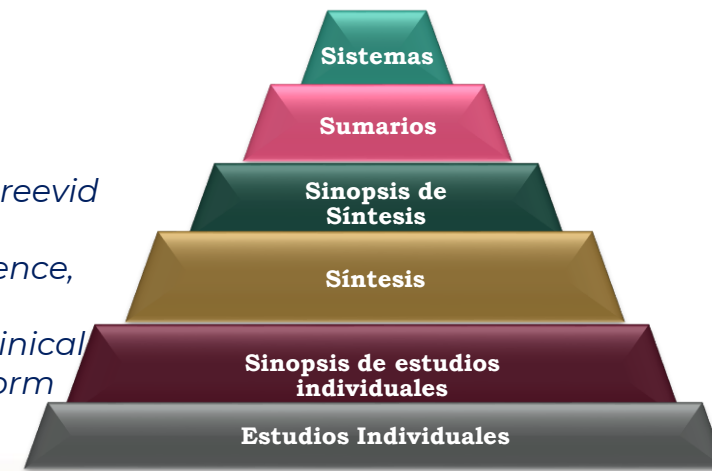 Sistemas
Sumarios
reevid
Sinopsis de
Síntesis
ence,
Síntesis
inical
Sinopsis de estudios
orm
individuales
Estudios Individuales